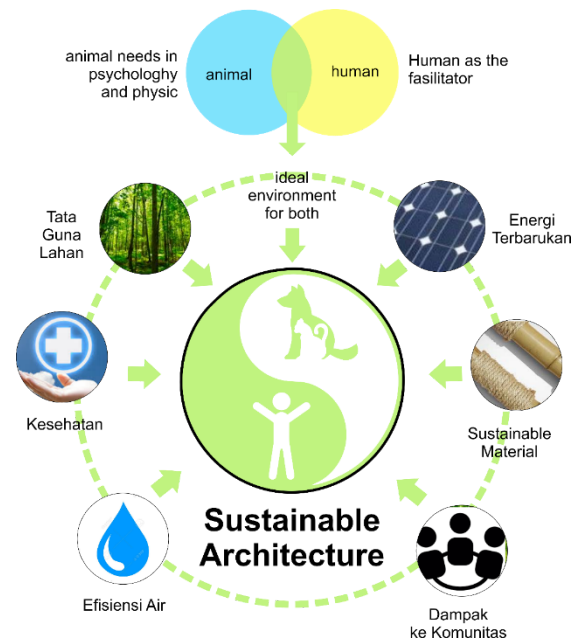 animal needs in
psychologhy
and physic
animal
human
Human as the
fasilitator
ideal
environment
for both
Tata
Guna
Lahan
Energi
Terbarukan
Kesehatan
Sustainable
Material
Efisiensi Air
Sustainable
Architecture
Dampak
ke Komunitas